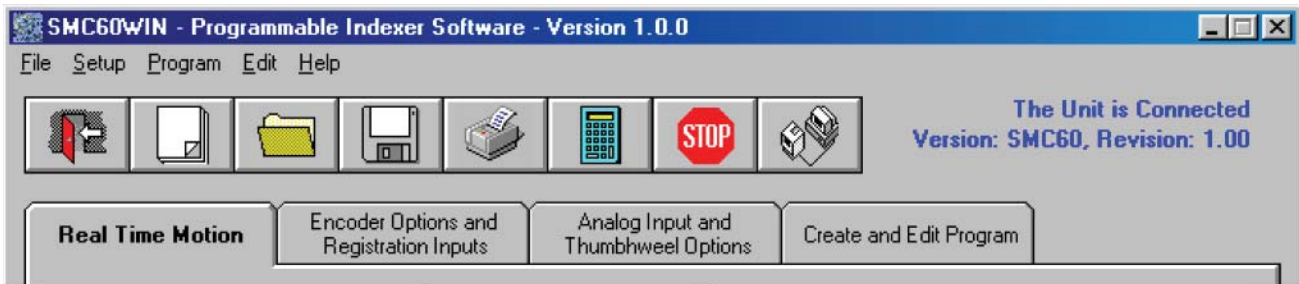 SMC60WIN - Programmable Indexer Software - Version 1.0.0
File Setup Program Edit Help
STOP
The Unit is Connected
Version: SMC60, Revision: 1.00
Real Time Motion
Encoder Options and
Registration Inputs
Analog Input and
Thumbhweel Options
Create and Edit Program